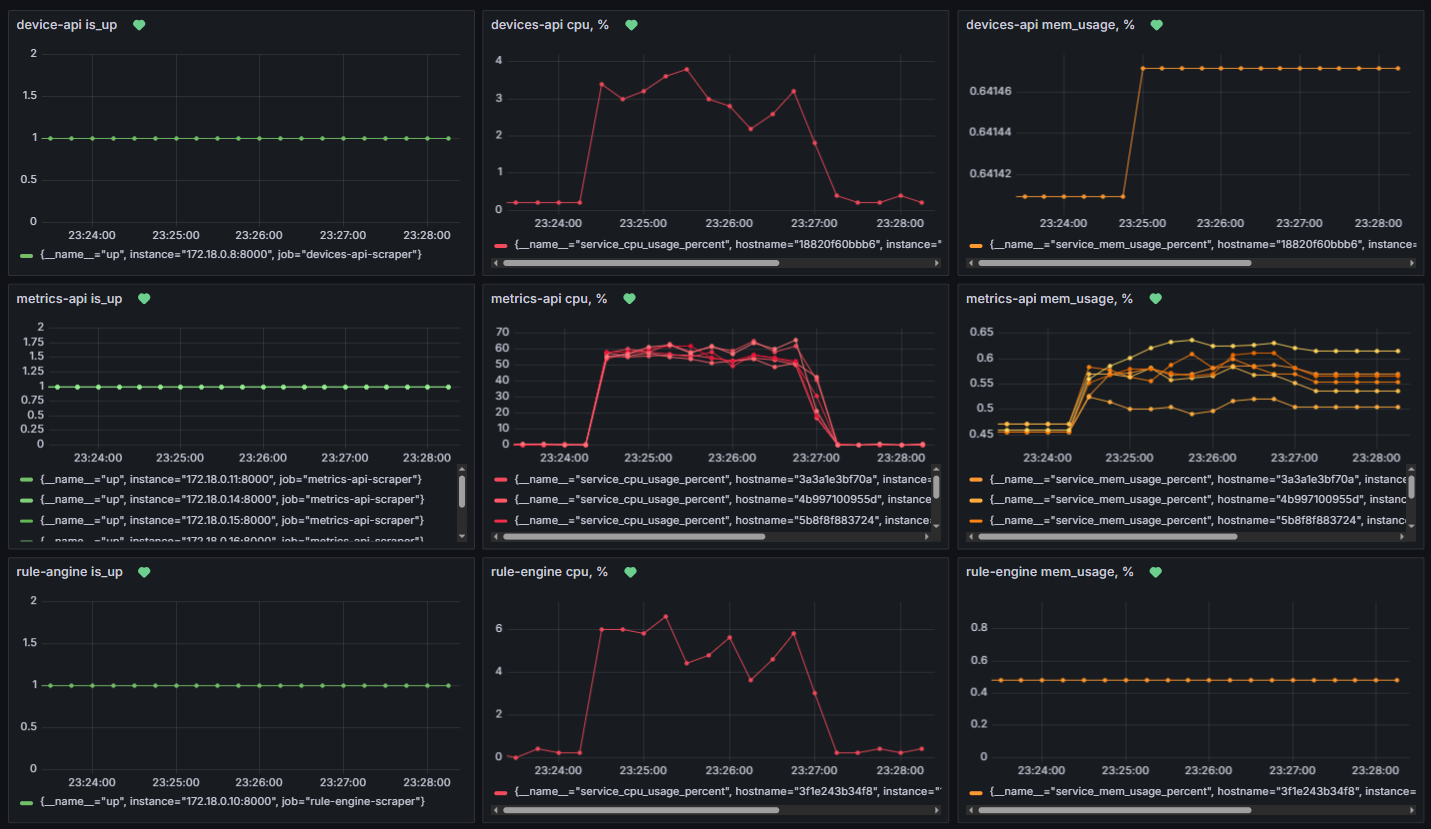 device-api is_up
2
1.5
1
0.5
0
23:24:00 23:25:00 23:26:00 23:27:00 23:28:00
{__name__="up", instance="172.18.0.8:8000", job="devices-api-scraper"}
devices-api cpu, %
4
3
2
1
0
23:24:00 23:25:00 23:26:00 23:27:00 23:28:00
{__name__="service_cpu_usage_percent", hostname="18820f60bbb6", instance="
devices-api mem_usage, %
0.64146
0.64144
0.64142
23:24:00 23:25:00 23:26:00 23:27:00 23:28:00
{__name__="service_mem_usage_percent", hostname="18820f60bbb6", instance=
metrics-api is_up
2
1.75
1.5
1.25
1
0.75
0.5
0.25
0
23:24:00 23:25:00 23:26:00 23:27:00 23:28:00
{__name__="up", instance="172.18.0.11:8000", job="metrics-api-scraper"}
{__name__="up", instance="172.18.0.14:8000", job="metrics-api-scraper"}
{__name__="up", instance="172.18.0.15:8000", job="metrics-api-scraper"}
{__name__="up", instance="172.18.0.16:8000", job="metrics-api-scraper"}
metrics-api cpu, %
70
60
50
40
30
20
10
0
23:24:00 23:25:00 23:26:00 23:27:00 23:28:00
{__name__="service_cpu_usage_percent", hostname="3a3a1e3bf70a", instance=
{__name__="service_cpu_usage_percent", hostname="4b997100955d", instance
{__name__="service_cpu_usage_percent", hostname="5b8f8f883724", instance
metrics-api mem_usage, %
0.65
0.6
0.55
0.5
0.45
23:24:00 23:25:00 23:26:00 23:27:00 23:28:00
{__name__="service_mem_usage_percent", hostname="3a3a1e3bf70a", instance
{__name__="service_mem_usage_percent", hostname="4b997100955d", instanc
{__name__="service_mem_usage_percent", hostname="5b8f8f883724", instanc
rule-angine is_up
2
1.5
1
0.5
0
23:24:00 23:25:00 23:26:00 23:27:00 23:28:00
{__name__="up", instance="172.18.0.10:8000", job="rule-engine-scraper"}
rule-engine cpu, %
6
4
2
0
23:24:00 23:25:00 23:26:00 23:27:00 23:28:00
{__name__="service_cpu_usage_percent", hostname="3f1e243b34f8", instance="
rule-engine mem_usage, %
0.8
0.6
0.4
0.2
0
23:24:00 23:25:00 23:26:00 23:27:00 23:28:00
{__name__="service_mem_usage_percent", hostname="3f1e243b34f8", instance=